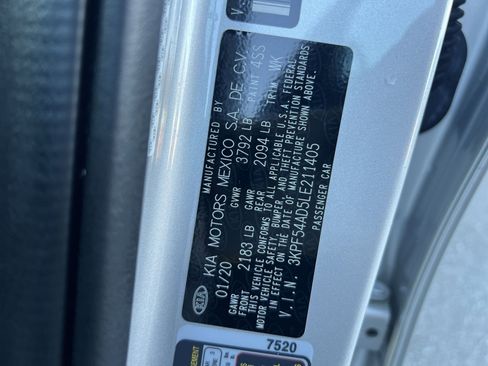 MANUFACTURED BY
KIA MOTORS MEXICO S.A. DE C.V.
01/20 GVWR 3792 LB PAINT 4SS
GAWR FRONT 2183 LB GAWR REAR 2094 LB TRIM WK
THIS VEHICLE CONFORMS TO ALL APPLICABLE U.S.A. FEDERAL
MOTOR VEHICLE SAFETY, BUMPER, AND THEFT PREVENTION STANDARDS
IN EFFECT ON THE DATE OF MANUFACTURE SHOWN ABOVE.
V.I.N. 3KPF54AD5LE211405
PASSENGER CAR
KIA
7520